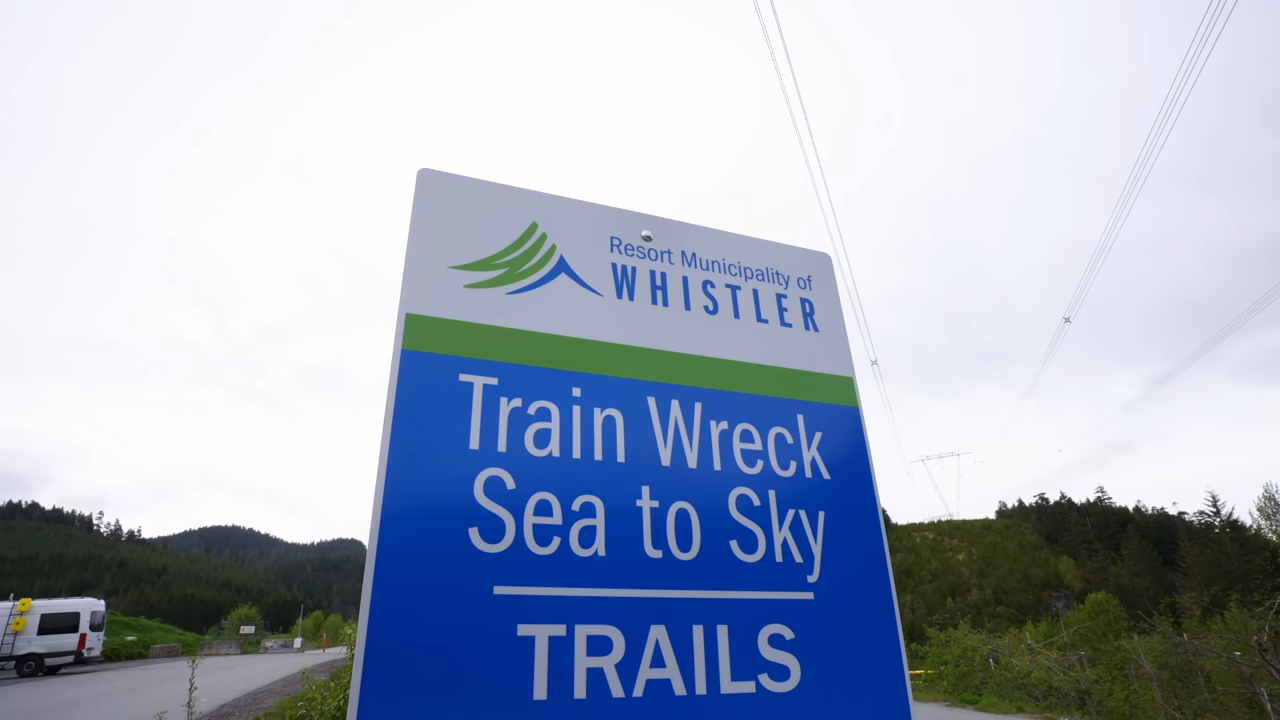 Resort Municipality of
WHISTLER
Train Wreck
Sea to Sky
TRAILS